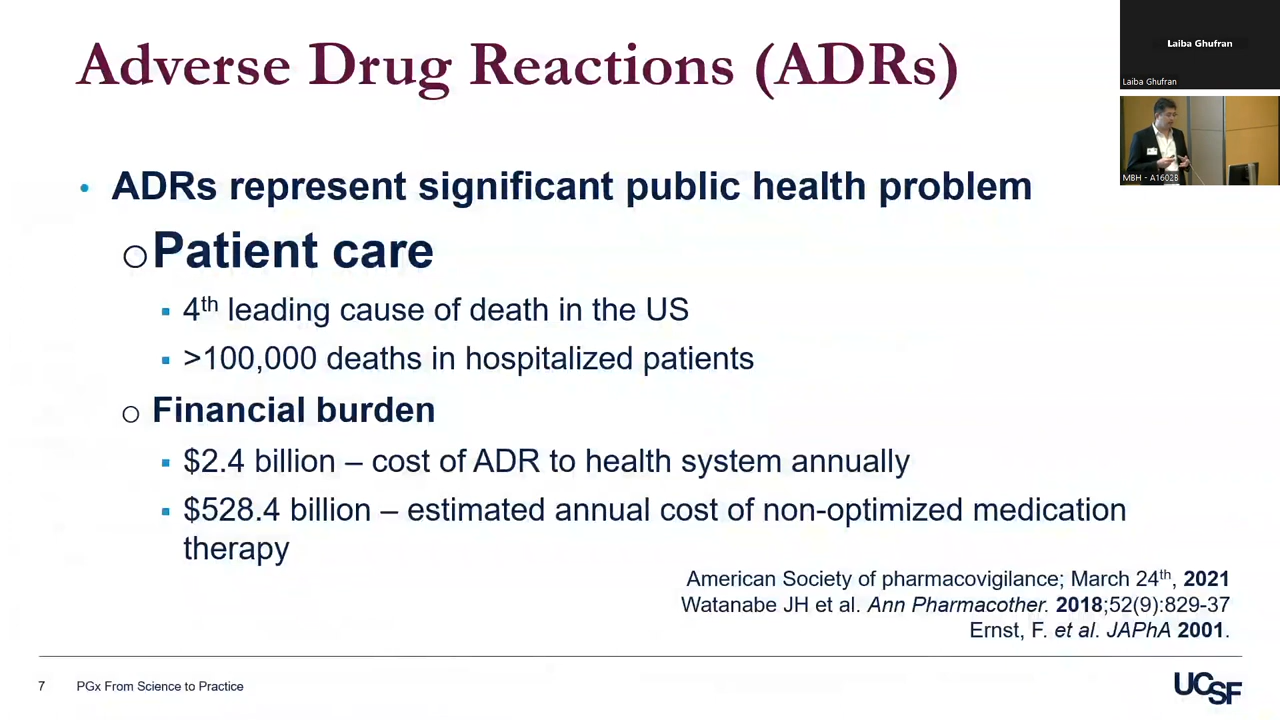 Adverse Drug Reactions (ADRs)
• ADRs represent significant public health problem
o Patient care
▪ 4th leading cause of death in the US
▪ >100,000 deaths in hospitalized patients
o Financial burden
▪ $2.4 billion – cost of ADR to health system annually
▪ $528.4 billion – estimated annual cost of non-optimized medication
therapy
American Society of pharmacovigilance; March 24th, 2021
Watanabe JH et al. Ann Pharmacother. 2018;52(9):829-37
Ernst, F. et al. JAPhA 2001.
7 PGx From Science to Practice
UCSF
Laiba Ghufran
Laiba Ghufran
MBH - A1602B